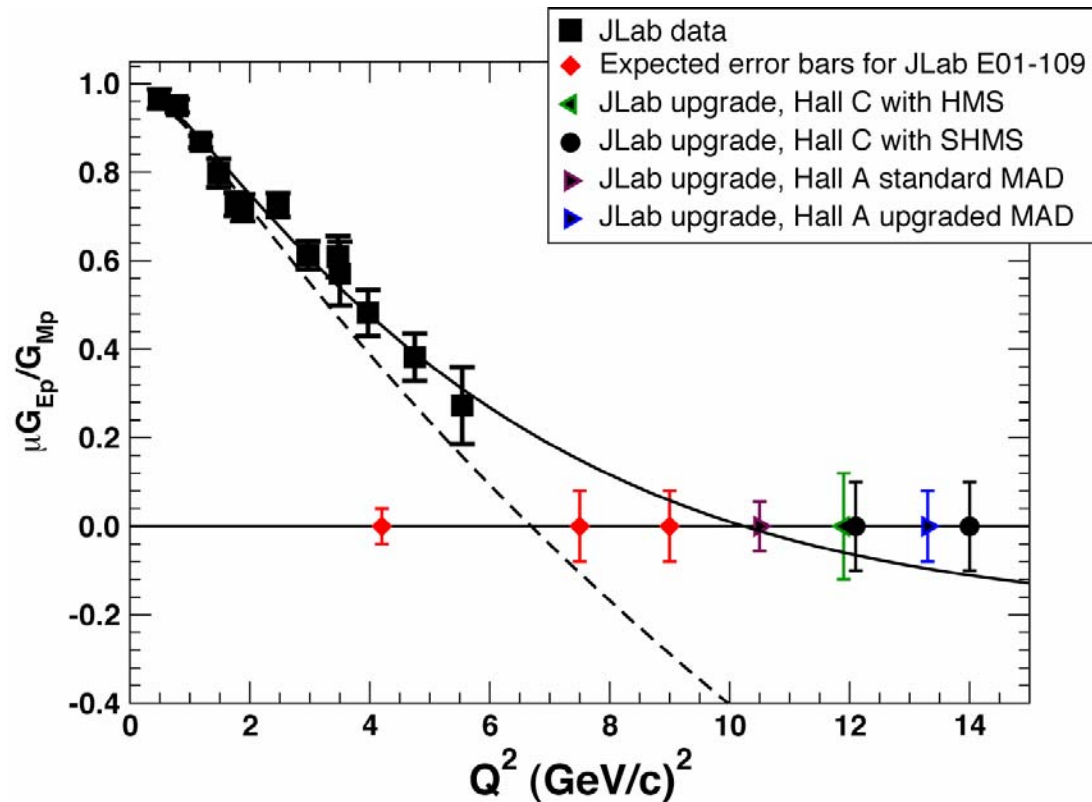 JLab data
Expected error bars for JLab E01-109
JLab upgrade, Hall C with HMS
JLab upgrade, Hall C with SHMS
JLab upgrade, Hall A standard MAD
JLab upgrade, Hall A upgraded MAD
1.0
0.8
0.6
0.4
0.2
0.0
-0.2
-0.4
μG_Ep/G_Mp
0 2 4 6 8 10 12 14
Q² (GeV/c)²